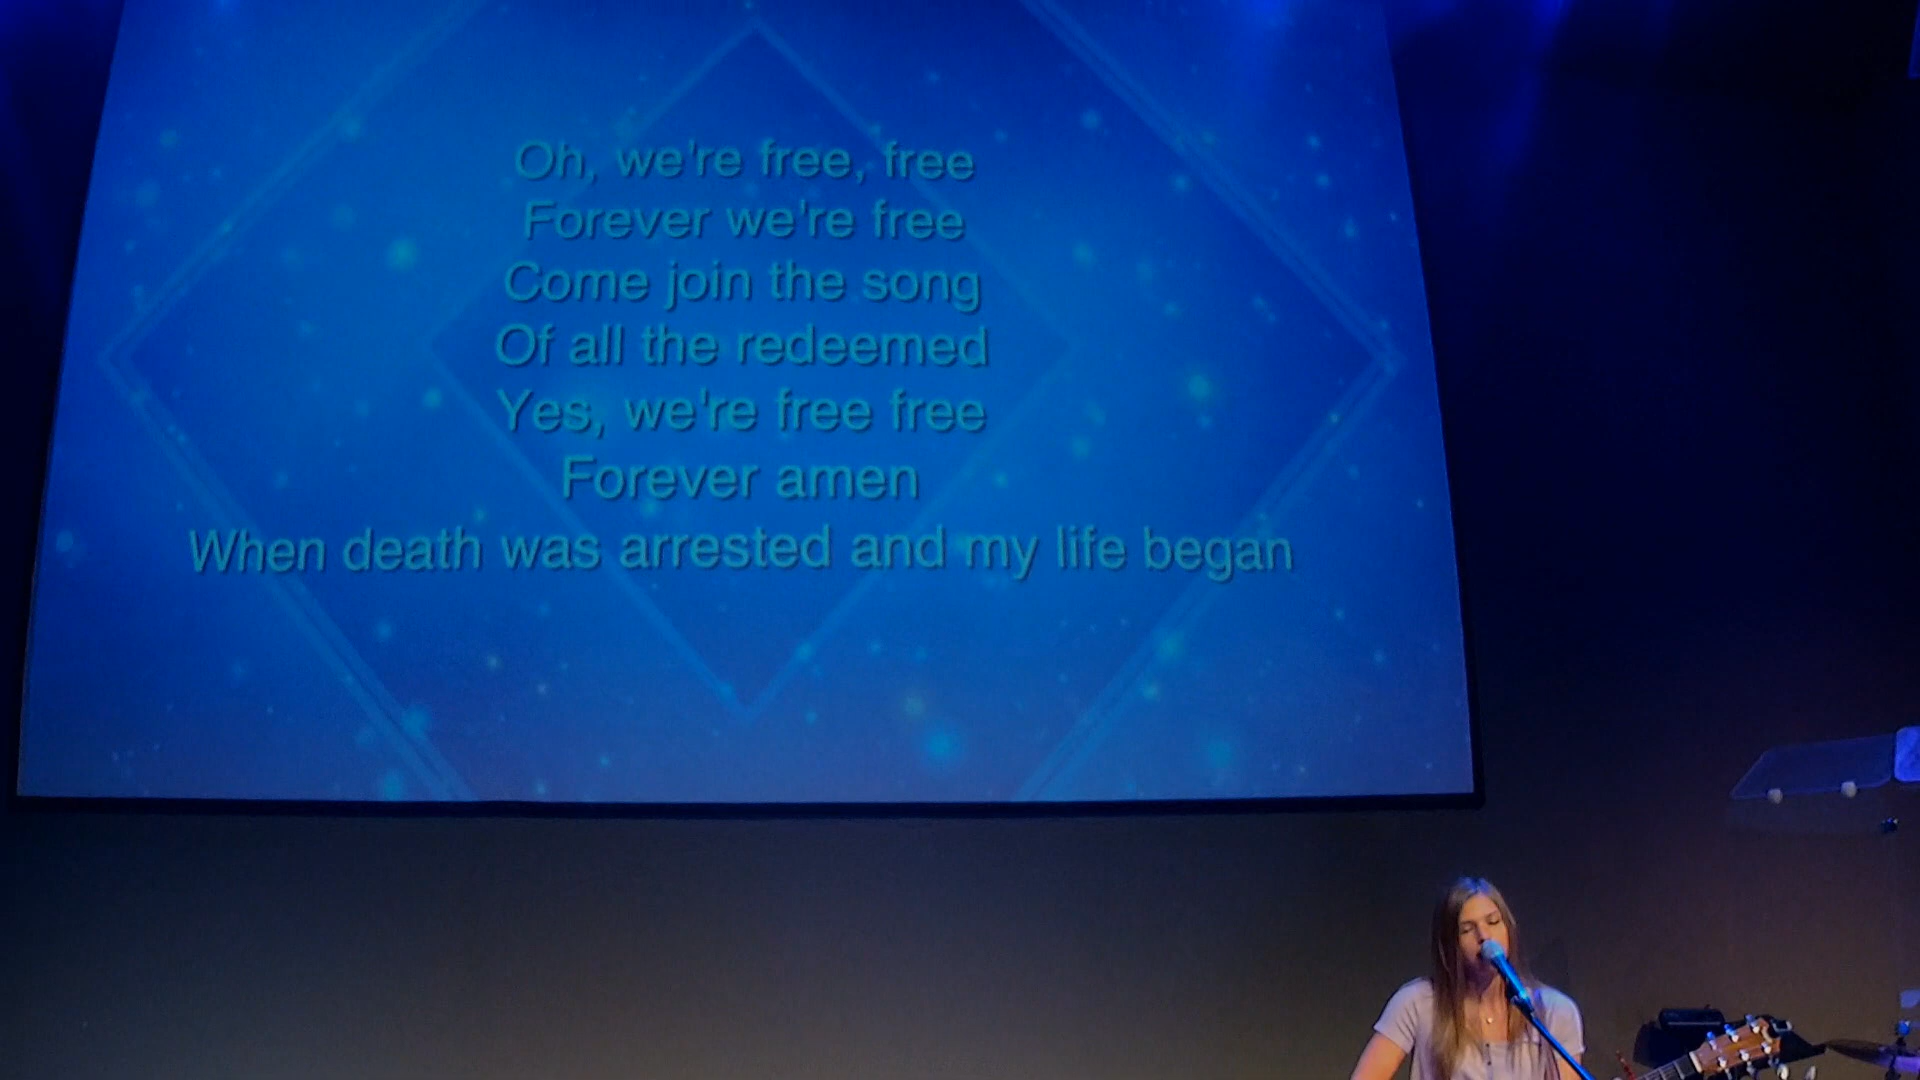 Oh, we're free, free
Forever we're free
Come join the song
Of all the redeemed
Yes, we're free free
Forever amen
When death was arrested and my life began